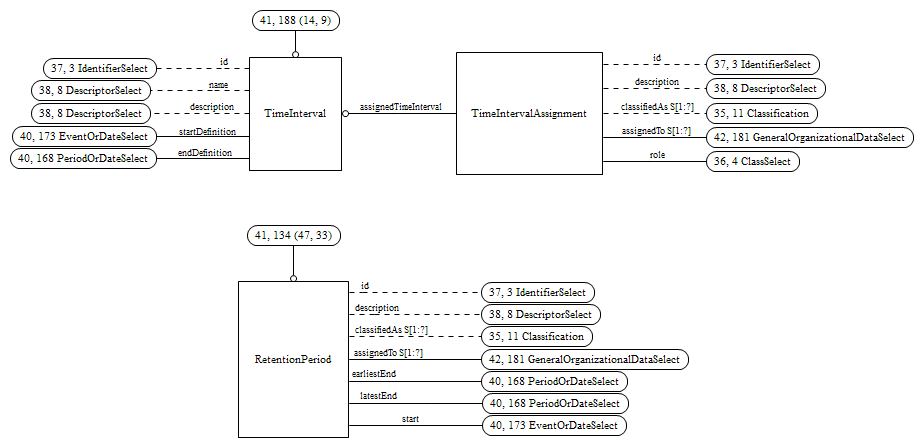 41, 188 (14, 9)
id
37, 3 IdentifierSelect
name
38, 8 DescriptorSelect
description
38, 8 DescriptorSelect
startDefinition
40, 173 EventOrDateSelect
endDefinition
40, 168 PeriodOrDateSelect
TimeInterval
assignedTimeInterval
TimeIntervalAssignment
id
37, 3 IdentifierSelect
description
38, 8 DescriptorSelect
classifiedAs S[1:?]
35, 11 Classification
assignedTo S[1:?]
42, 181 GeneralOrganizationalDataSelect
role
36, 4 ClassSelect
41, 134 (47, 33)
RetentionPeriod
id
37, 3 IdentifierSelect
description
38, 8 DescriptorSelect
classifiedAs S[1:?]
35, 11 Classification
assignedTo S[1:?]
42, 181 GeneralOrganizationalDataSelect
earliestEnd
40, 168 PeriodOrDateSelect
latestEnd
40, 168 PeriodOrDateSelect
start
40, 173 EventOrDateSelect